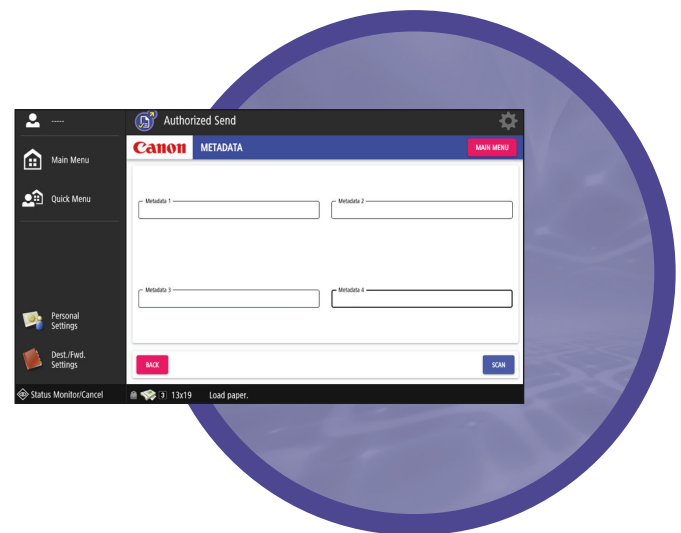 -----
Authorized Send
Canon METADATA MAIN MENU
Main Menu
Quick Menu
Metadata 1
Metadata 2
Metadata 3
Metadata 4
Personal
Settings
Dest./Fwd.
Settings
BACK
SCAN
Status Monitor/Cancel
3 13x19 Load paper.